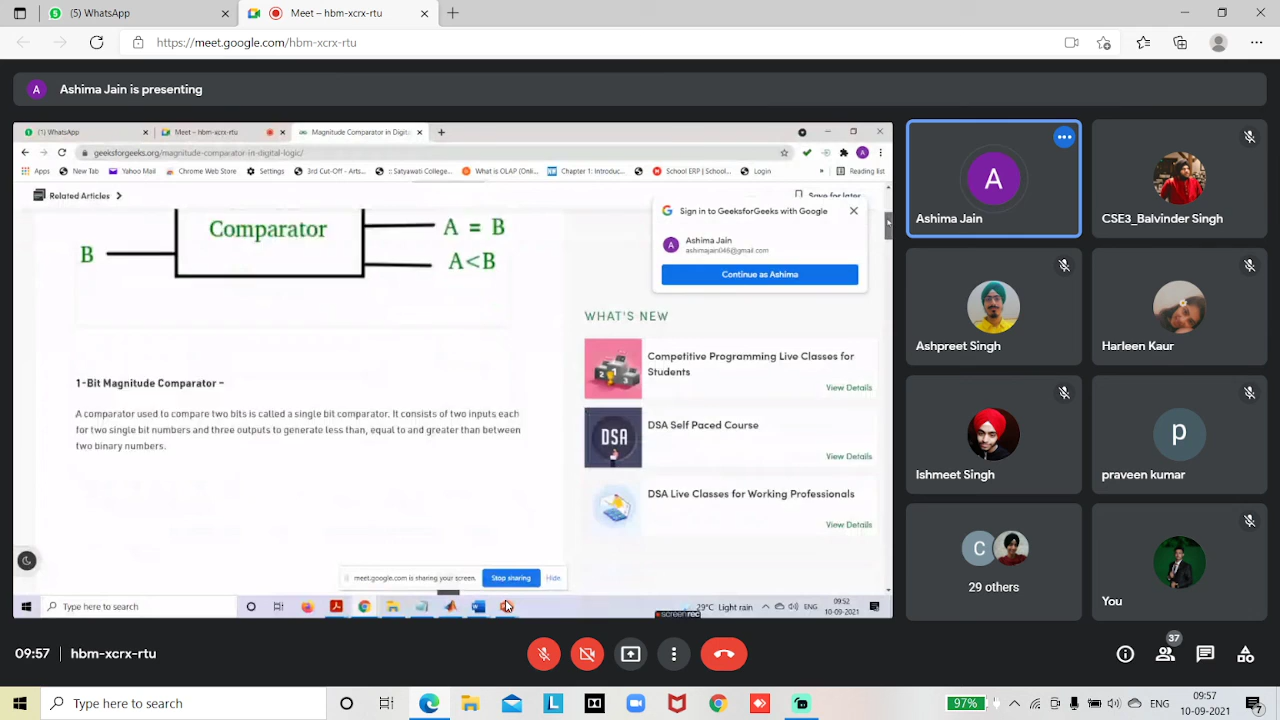 (1) WhatsApp
Meet – hbm-xcrx-rtu
https://meet.google.com/hbm-xcrx-rtu
A
Ashima Jain is presenting
(1) WhatsApp
Meet – hbm-xcrx-rtu
Magnitude Comparator in Digita
geeksforgeeks.org/magnitude-comparator-in-digital-logic/
A
Apps
New Tab
Yahoo Mail
Chrome Web Store
Settings
3rd Cut-Off - Arts...
:: Satyawati College...
What is OLAP (Onli...
Chapter 1: Introduc...
School ERP | School...
Login
»
Reading list
Related Articles
Save for later
Comparator
B
A = B
A<B
Sign in to GeeksforGeeks with Google
A
Ashima Jain
ashimajain046@gmail.com
Continue as Ashima
WHAT'S NEW
Competitive Programming Live Classes for
Students
View Details
DSA
DSA Self Paced Course
View Details
DSA Live Classes for Working Professionals
View Details
1-Bit Magnitude Comparator –
A comparator used to compare two bits is called a single bit comparator. It consists of two inputs each
for two single bit numbers and three outputs to generate less than, equal to and greater than between
two binary numbers.
meet.google.com is sharing your screen.
Stop sharing
Hide
Type here to search
29°C Light rain
ENG
09:52
10-09-2021
screenrec
A
Ashima Jain
CSE3_Balvinder Singh
Ashpreet Singh
Harleen Kaur
Ishmeet Singh
p
praveen kumar
C
29 others
You
09:57
hbm-xcrx-rtu
37
Type here to search
97%
ENG
09:57
10-09-2021